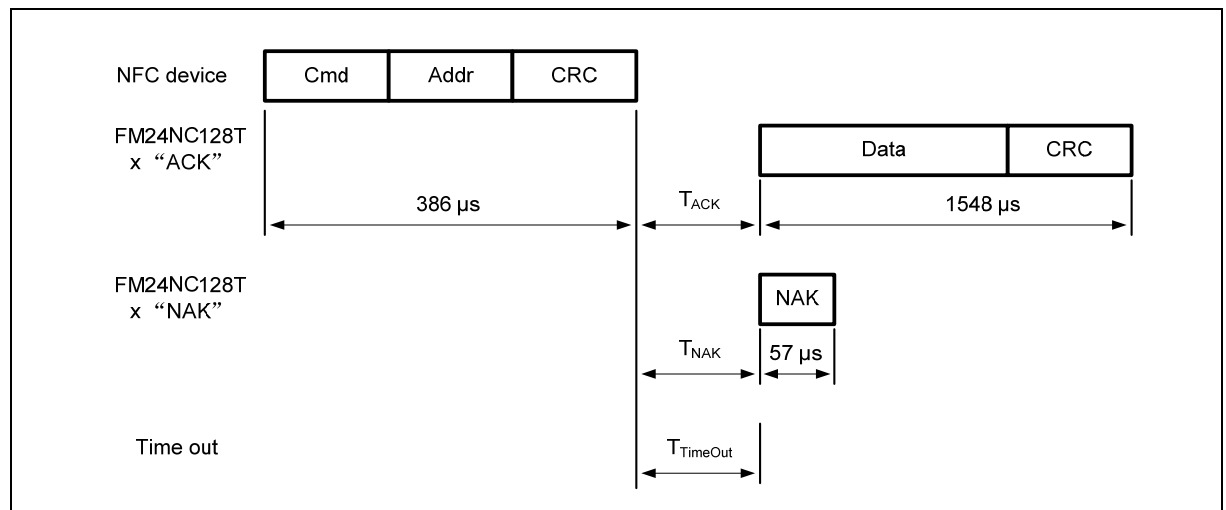 NFC device
Cmd
Addr
CRC
FM24NC128T
x “ACK”
Data
CRC
386 µs
TACK
1548 µs
FM24NC128T
x “NAK”
NAK
TNAK
57 µs
Time out
TTimeOut